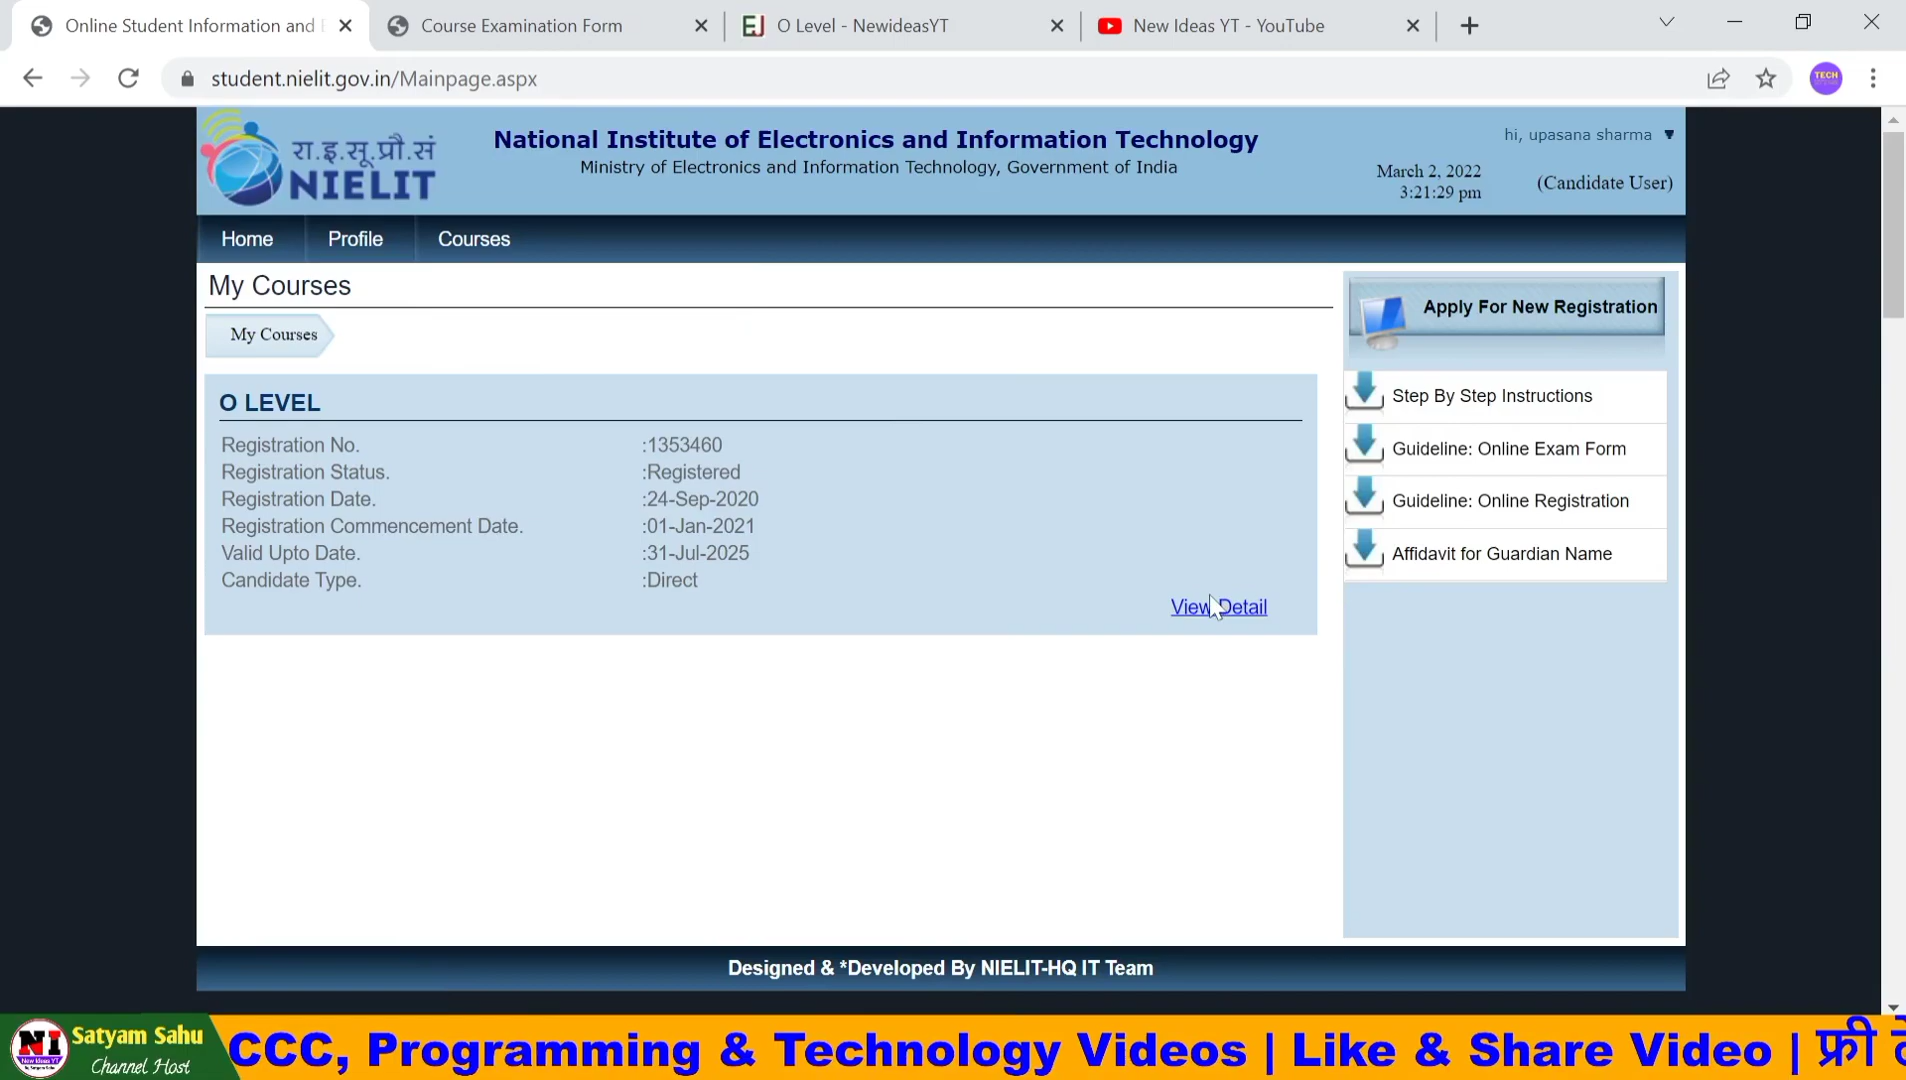 Online Student Information and
Course Examination Form
O Level - NewideasYT
New Ideas YT - YouTube
student.nielit.gov.in/Mainpage.aspx
TECH
रा.इ.सू.प्रौ.सं
NIELIT
National Institute of Electronics and Information Technology
Ministry of Electronics and Information Technology, Government of India
hi, upasana sharma
March 2, 2022
3:21:29 pm
(Candidate User)
Home
Profile
Courses
My Courses
My Courses
O LEVEL
Registration No. :1353460
Registration Status. :Registered
Registration Date. :24-Sep-2020
Registration Commencement Date. :01-Jan-2021
Valid Upto Date. :31-Jul-2025
Candidate Type. :Direct
View Detail
Apply For New Registration
Step By Step Instructions
Guideline: Online Exam Form
Guideline: Online Registration
Affidavit for Guardian Name
Designed & *Developed By NIELIT-HQ IT Team
NI
New Ideas YT
Satyam Sahu
Channel Host
CCC, Programming & Technology Videos | Like & Share Video | फ्री